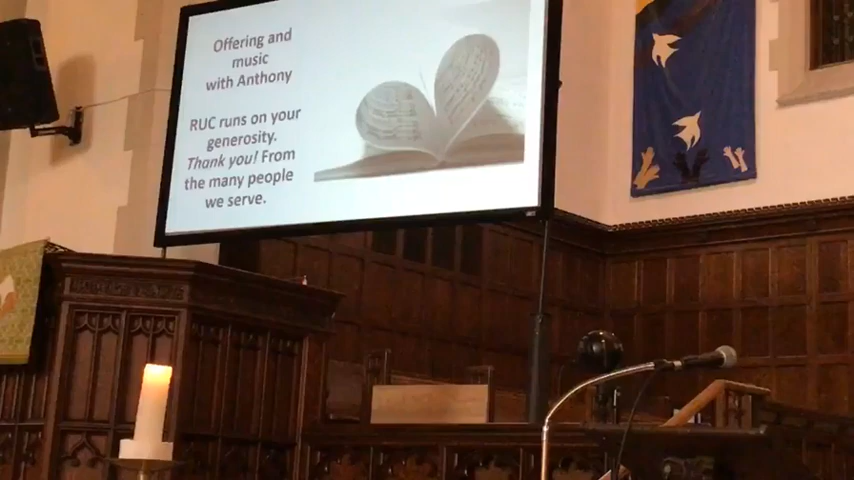 Offering and
music
with Anthony
RUC runs on your
generosity.
Thank you! From
the many people
we serve.